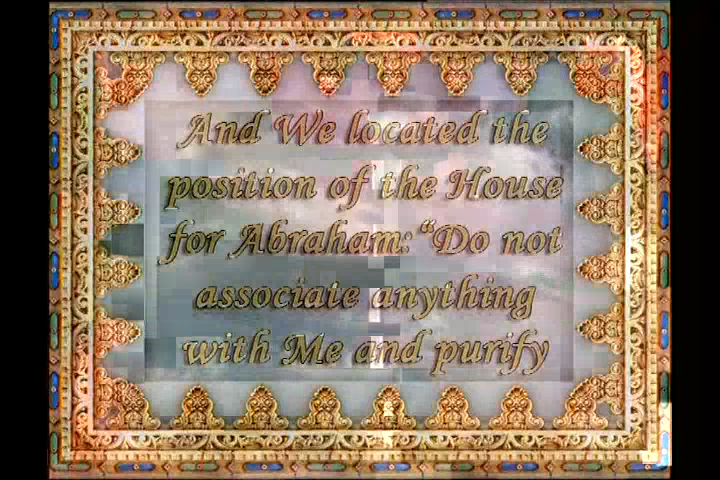 And We located the
position of the House
for Abraham: “Do not
associate anything
with Me and purify